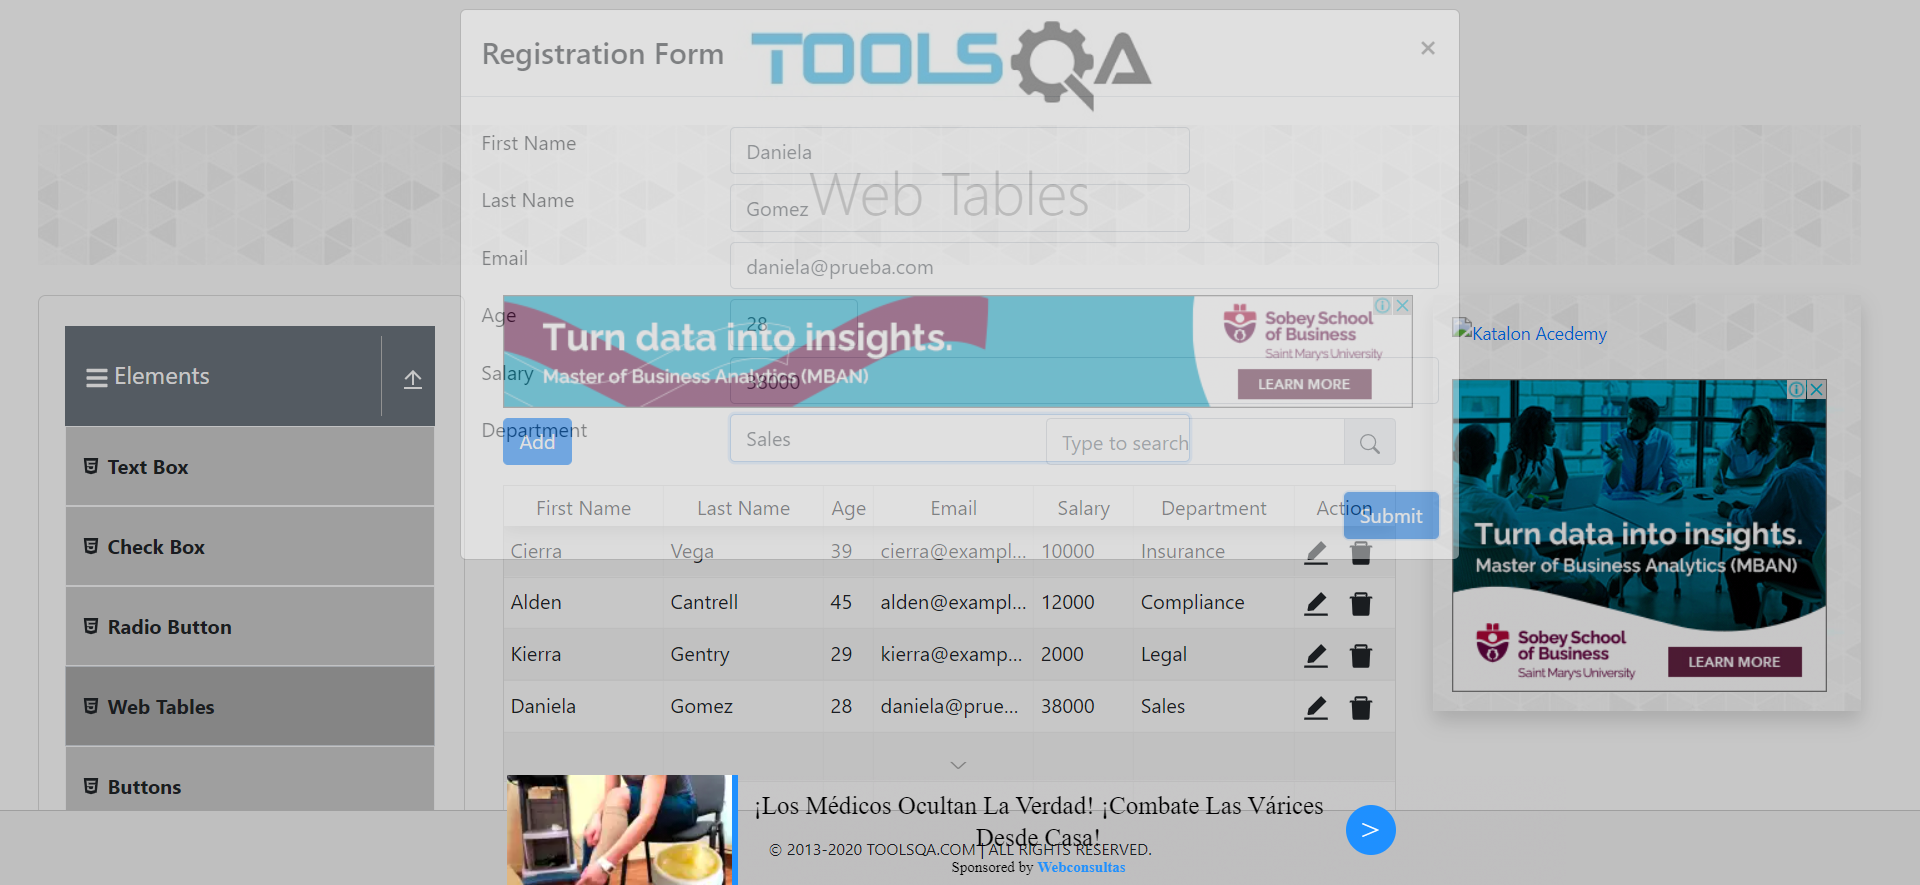 Registration Form
TOOLSQA
×
First Name
Daniela
Web Tables
Last Name
Gomez
Email
daniela@prueba.com
Age
28
Turn data into insights.
Master of Business Analytics (MBAN)
Sobey School
of Business
Saint Mary's University
LEARN MORE
Salary
38000
Department
Sales
Add
Type to search
Submit
Elements
Text Box
Check Box
Radio Button
Web Tables
Buttons
First Name Last Name Age Email Salary Department Action
Cierra Vega 39 cierra@exampl... 10000 Insurance
Alden Cantrell 45 alden@exampl... 12000 Compliance
Kierra Gentry 29 kierra@examp... 2000 Legal
Daniela Gomez 28 daniela@prue... 38000 Sales
Katalon Acedemy
Turn data into insights.
Master of Business Analytics (MBAN)
Sobey School
of Business
Saint Mary's University
LEARN MORE
¡Los Médicos Ocultan La Verdad! ¡Combate Las Várices
Desde Casa!
>
© 2013-2020 TOOLSQA.COM | ALL RIGHTS RESERVED.
Sponsored by Webconsultas